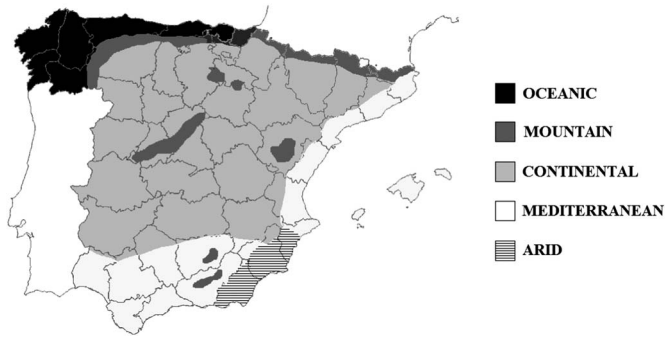 OCEANIC
MOUNTAIN
CONTINENTAL
MEDITERRANEAN
ARID